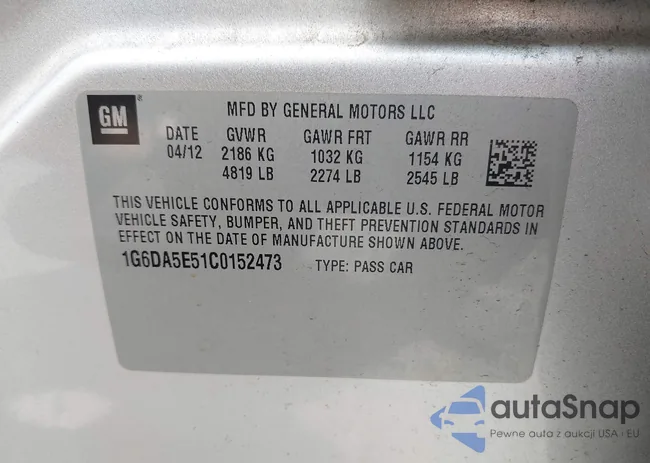 GM ®
MFD BY GENERAL MOTORS LLC
DATE GVWR GAWR FRT GAWR RR
04/12 2186 KG 1032 KG 1154 KG
4819 LB 2274 LB 2545 LB
THIS VEHICLE CONFORMS TO ALL APPLICABLE U.S. FEDERAL MOTOR
VEHICLE SAFETY, BUMPER, AND THEFT PREVENTION STANDARDS IN
EFFECT ON THE DATE OF MANUFACTURE SHOWN ABOVE.
1G6DA5E51C0152473 TYPE: PASS CAR
autaSnap
Pewne auta z aukcji USA i EU